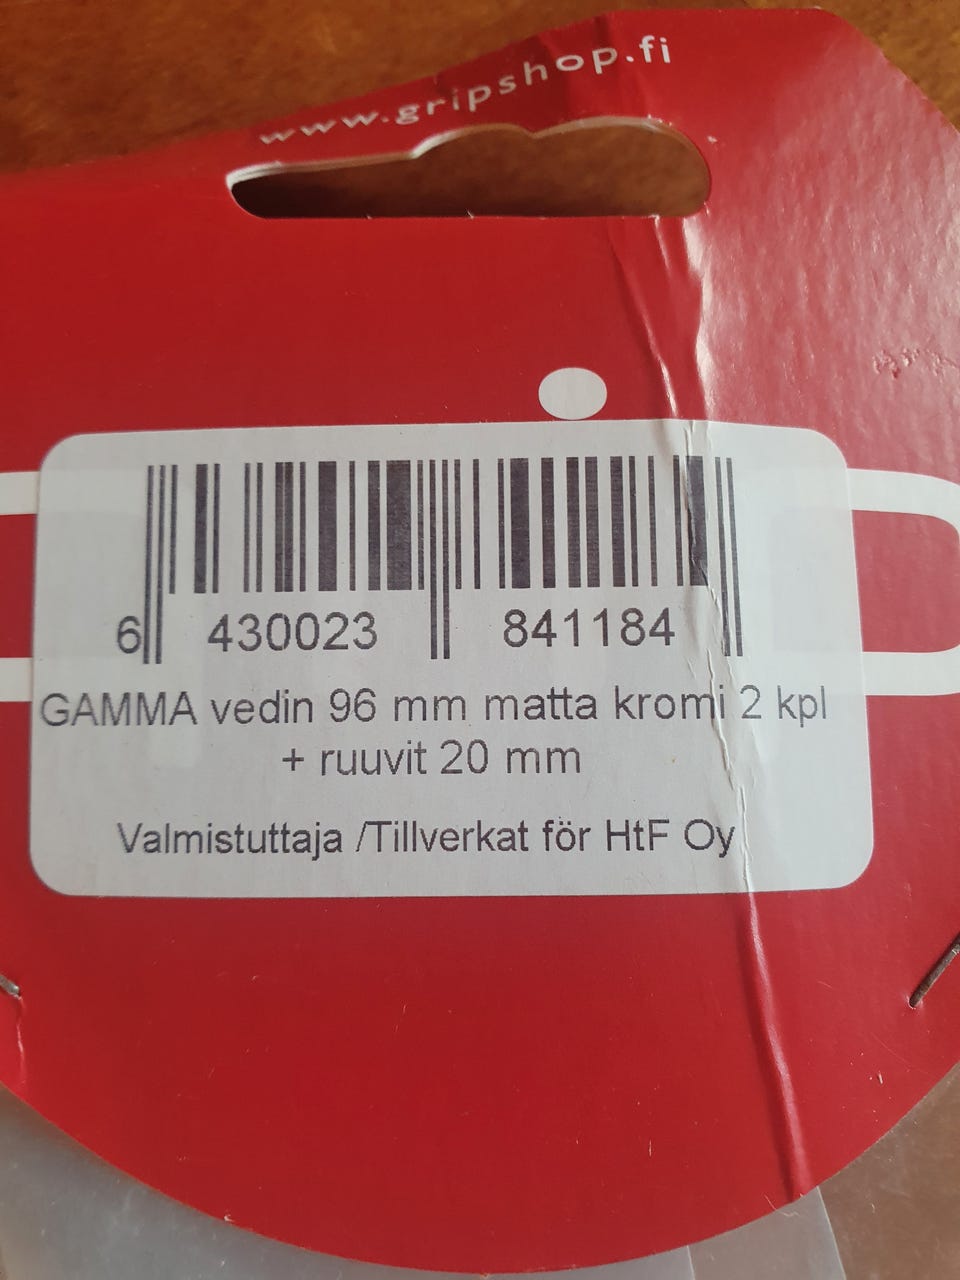 www.gripshop.fi
6 430023 841184
GAMMA vedin 96 mm matta kromi 2 kpl
+ ruuvit 20 mm
Valmistuttaja /Tillverkat för HtF Oy